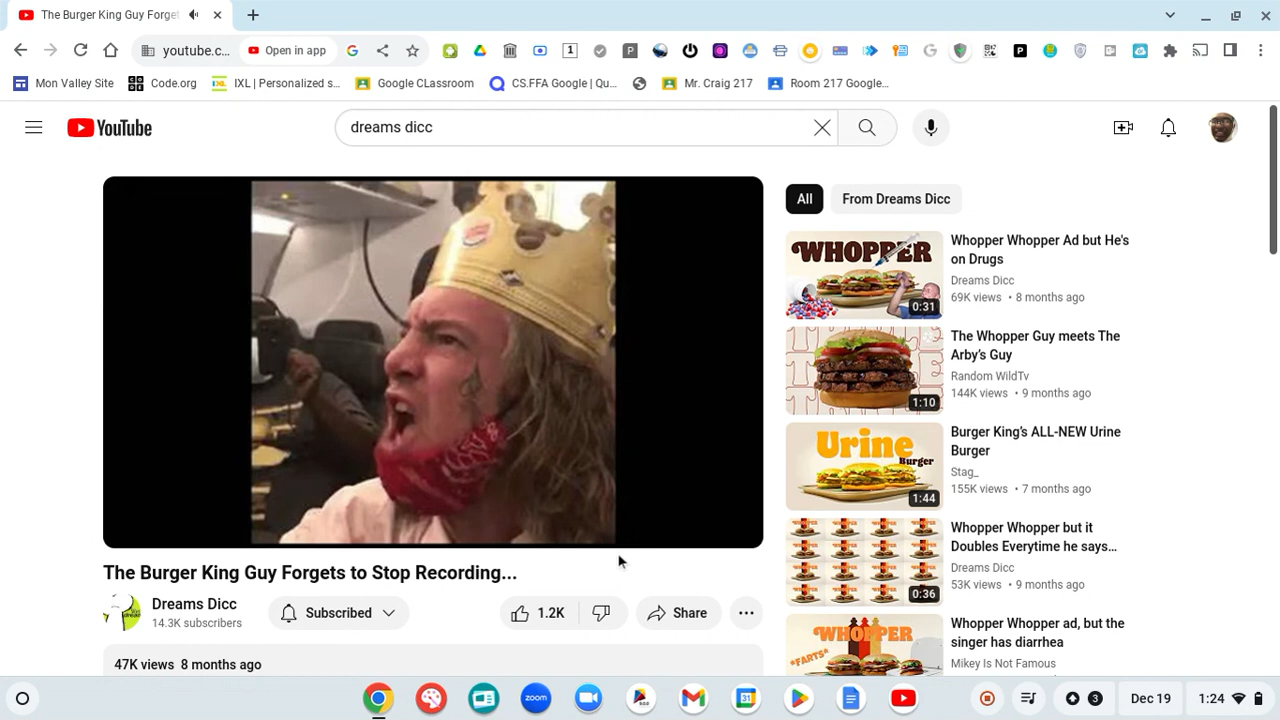 The Burger King Guy Forget
youtube.c...
Open in app
Mon Valley Site
Code.org
IXL | Personalized s...
Google CLassroom
CS.FFA Google | Qu...
Mr. Craig 217
Room 217 Google...
YouTube
dreams dicc
All
From Dreams Dicc
WHOPPER
0:31
Whopper Whopper Ad but He's
on Drugs
Dreams Dicc
69K views • 8 months ago
1:10
The Whopper Guy meets The
Arby's Guy
Random WildTv
144K views • 9 months ago
Urine
Burger
1:44
Burger King's ALL-NEW Urine
Burger
Stag_
155K views • 7 months ago
0:36
Whopper Whopper but it
Doubles Everytime he says...
Dreams Dicc
53K views • 9 months ago
WHOPPER
*FARTS*
Whopper Whopper ad, but the
singer has diarrhea
Mikey Is Not Famous
The Burger King Guy Forgets to Stop Recording...
Dreams Dicc
14.3K subscribers
Subscribed
1.2K
Share
47K views 8 months ago
zoom
31
3
Dec 19
1:24